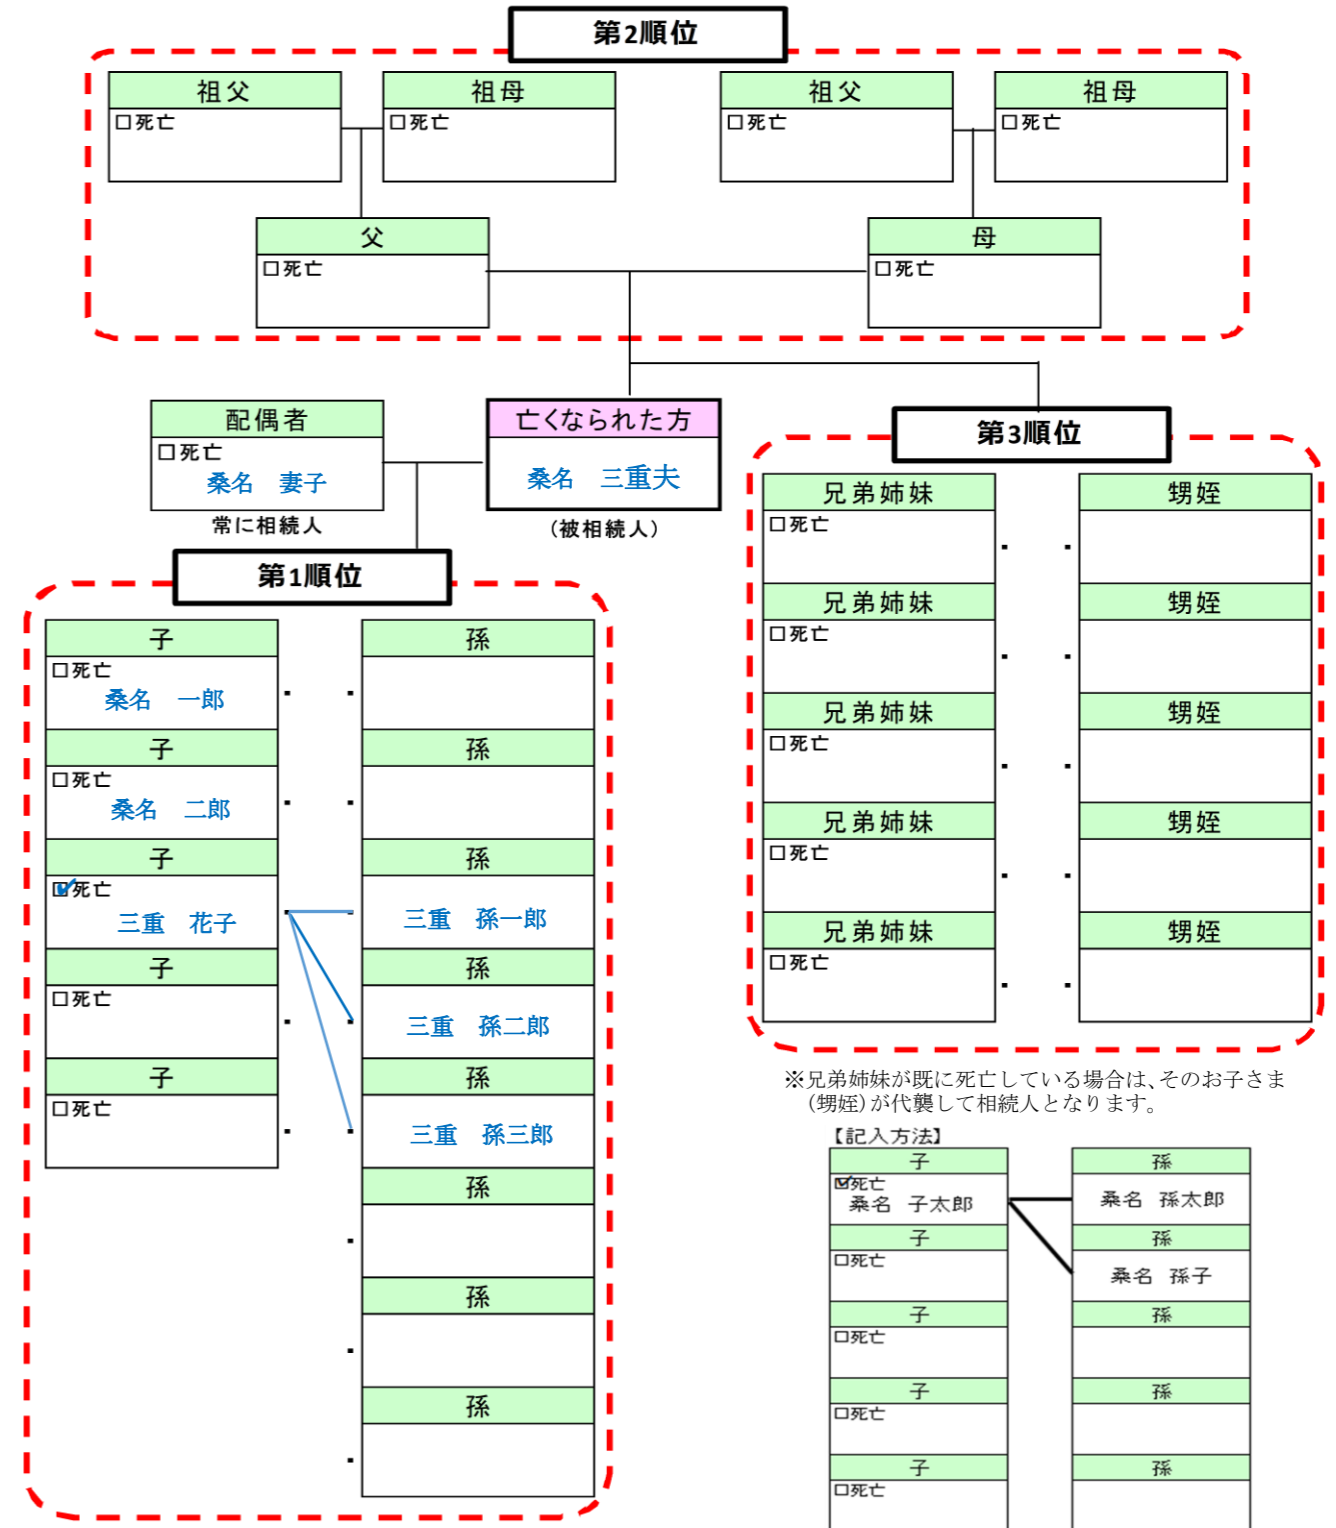 第2順位
祖父 祖母 祖父 祖母
□死亡 □死亡 □死亡 □死亡
父 母
□死亡 □死亡
配偶者
□死亡
桑名 妻子
常に相続人
亡くなられた方
桑名 三重夫
(被相続人)
第1順位
子 孫
□死亡
桑名 一郎
子 孫
□死亡
桑名 二郎
子 孫
☑死亡
三重 花子 三重 孫一郎
子 孫
□死亡
三重 孫二郎
子 孫
□死亡
三重 孫三郎
孫
孫
孫
第3順位
兄弟姉妹 甥姪
□死亡
兄弟姉妹 甥姪
□死亡
兄弟姉妹 甥姪
□死亡
兄弟姉妹 甥姪
□死亡
兄弟姉妹 甥姪
□死亡
※兄弟姉妹が既に死亡している場合は、そのお子さま
(甥姪)が代襲して相続人となります。
【記入方法】
子 孫
☑死亡
桑名 子太郎 桑名 孫太郎
子 孫
□死亡
桑名 孫子
子 孫
□死亡
子 孫
□死亡
子 孫
□死亡